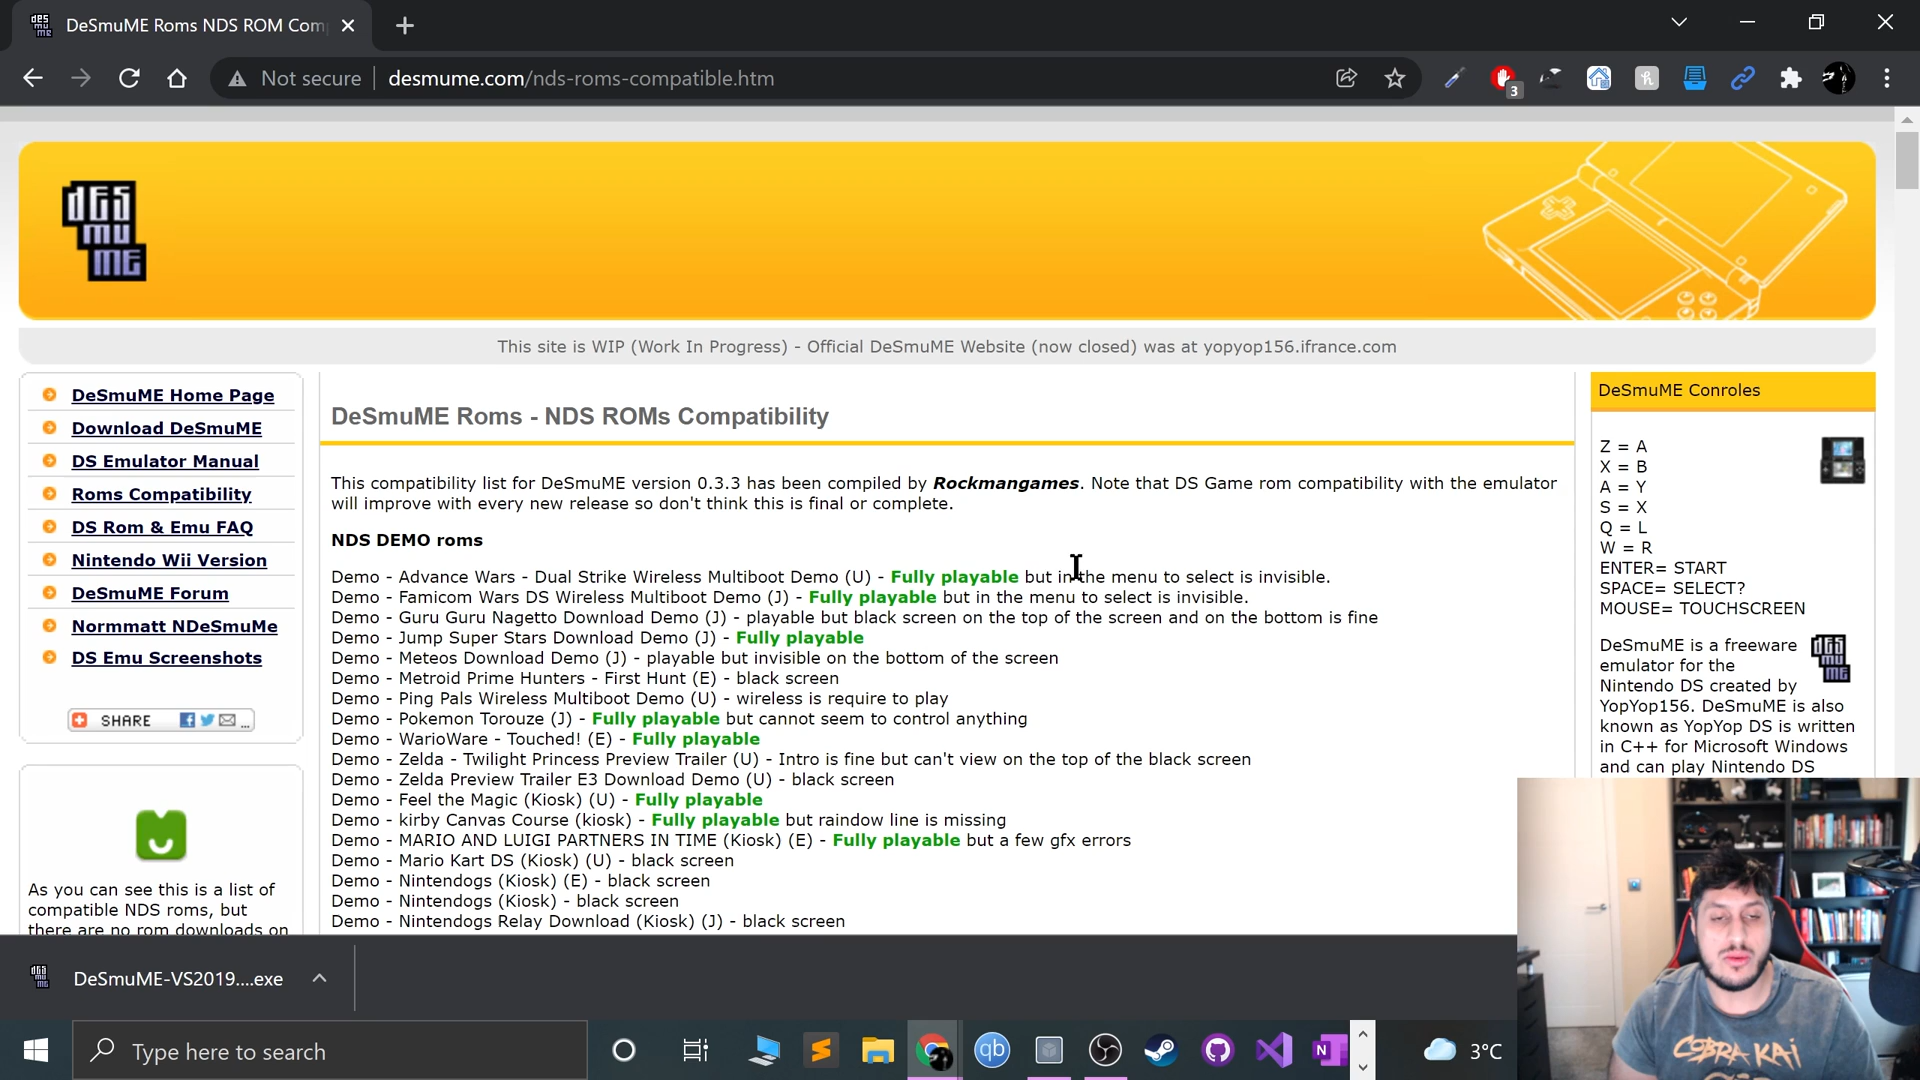 DeSmuME Roms NDS ROM Com
Not secure
desmume.com/nds-roms-compatible.htm
3
des
mu
me
This site is WIP (Work In Progress) - Official DeSmuME Website (now closed) was at yopyop156.ifrance.com
DeSmuME Home Page
Download DeSmuME
DS Emulator Manual
Roms Compatibility
DS Rom & Emu FAQ
Nintendo Wii Version
DeSmuME Forum
Normmatt NDeSmuMe
DS Emu Screenshots
SHARE
As you can see this is a list of
compatible NDS roms, but
there are no rom downloads on
DeSmuME Roms - NDS ROMs Compatibility
This compatibility list for DeSmuME version 0.3.3 has been compiled by Rockmangames. Note that DS Game rom compatibility with the emulator
will improve with every new release so don't think this is final or complete.
NDS DEMO roms
Demo - Advance Wars - Dual Strike Wireless Multiboot Demo (U) - Fully playable but in the menu to select is invisible.
Demo - Famicom Wars DS Wireless Multiboot Demo (J) - Fully playable but in the menu to select is invisible.
Demo - Guru Guru Nagetto Download Demo (J) - playable but black screen on the top of the screen and on the bottom is fine
Demo - Jump Super Stars Download Demo (J) - Fully playable
Demo - Meteos Download Demo (J) - playable but invisible on the bottom of the screen
Demo - Metroid Prime Hunters - First Hunt (E) - black screen
Demo - Ping Pals Wireless Multiboot Demo (U) - wireless is require to play
Demo - Pokemon Torouze (J) - Fully playable but cannot seem to control anything
Demo - WarioWare - Touched! (E) - Fully playable
Demo - Zelda - Twilight Princess Preview Trailer (U) - Intro is fine but can't view on the top of the black screen
Demo - Zelda Preview Trailer E3 Download Demo (U) - black screen
Demo - Feel the Magic (Kiosk) (U) - Fully playable
Demo - kirby Canvas Course (kiosk) - Fully playable but raindow line is missing
Demo - MARIO AND LUIGI PARTNERS IN TIME (Kiosk) (E) - Fully playable but a few gfx errors
Demo - Mario Kart DS (Kiosk) (U) - black screen
Demo - Nintendogs (Kiosk) (E) - black screen
Demo - Nintendogs (Kiosk) - black screen
Demo - Nintendogs Relay Download (Kiosk) (J) - black screen
DeSmuME Conroles
Z = A
X = B
A = Y
S = X
Q = L
W = R
ENTER= START
SPACE= SELECT?
MOUSE= TOUCHSCREEN
DeSmuME is a freeware
emulator for the
Nintendo DS created by
YopYop156. DeSmuME is also
known as YopYop DS is written
in C++ for Microsoft Windows
and can play Nintendo DS
COBRA KAI
DeSmuME-VS2019....exe
Type here to search
qb
N
3°C